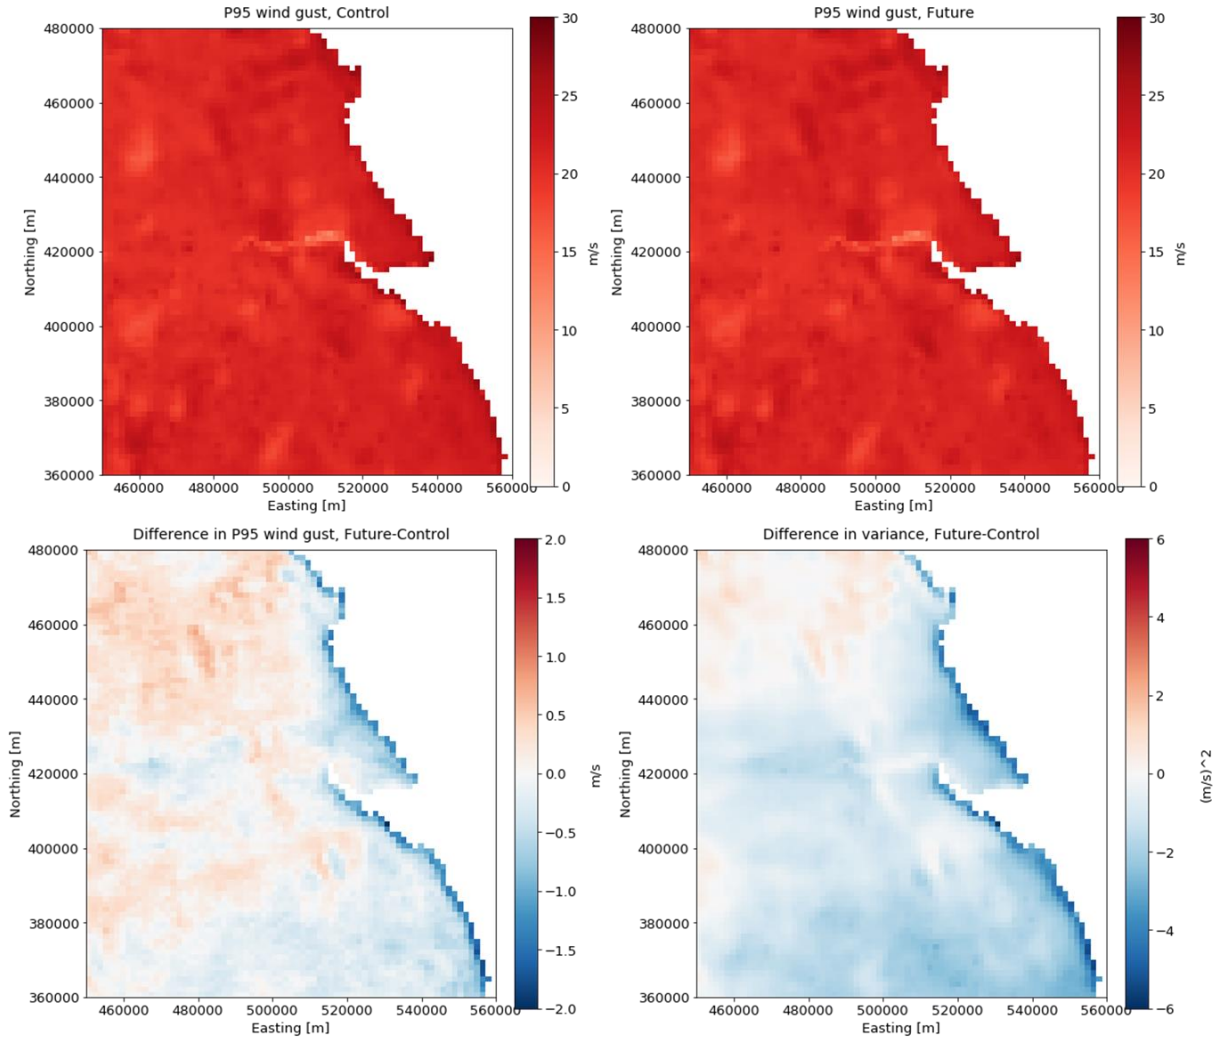 P95 wind gust, Control
480000
460000
440000
420000
400000
380000
360000
Northing [m]
460000 480000 500000 520000 540000 560000
Easting [m]
30
25
20
15
10
5
0
m/s
P95 wind gust, Future
480000
460000
440000
420000
400000
380000
360000
Northing [m]
460000 480000 500000 520000 540000 560000
Easting [m]
30
25
20
15
10
5
0
m/s
Difference in P95 wind gust, Future-Control
480000
460000
440000
420000
400000
380000
360000
Northing [m]
460000 480000 500000 520000 540000 560000
Easting [m]
2.0
1.5
1.0
0.5
0.0
−0.5
−1.0
−1.5
−2.0
m/s
Difference in variance, Future-Control
480000
460000
440000
420000
400000
380000
360000
Northing [m]
460000 480000 500000 520000 540000 560000
Easting [m]
6
4
2
0
−2
−4
−6
(m/s)^2